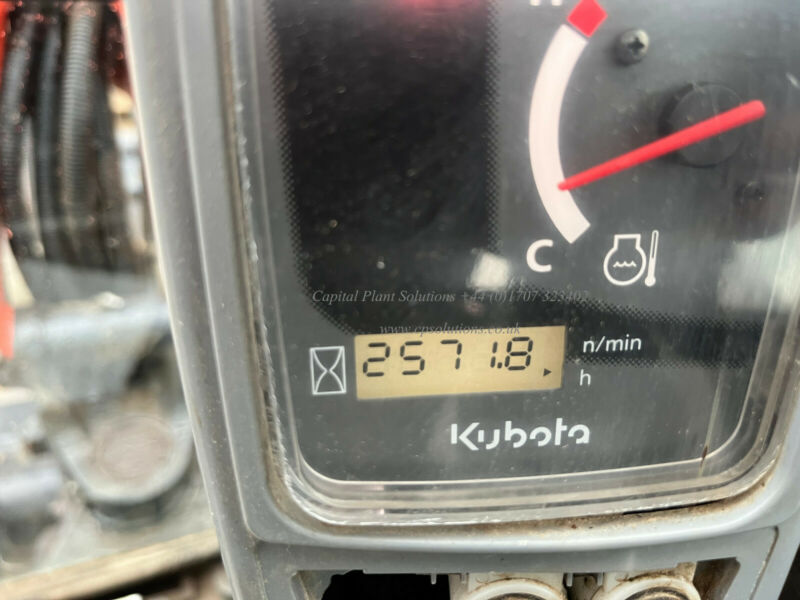 H
C
Capital Plant Solutions +44 (0)1707 323402
www.cpsolutions.co.uk
2571.8
n/min
h
Kubota